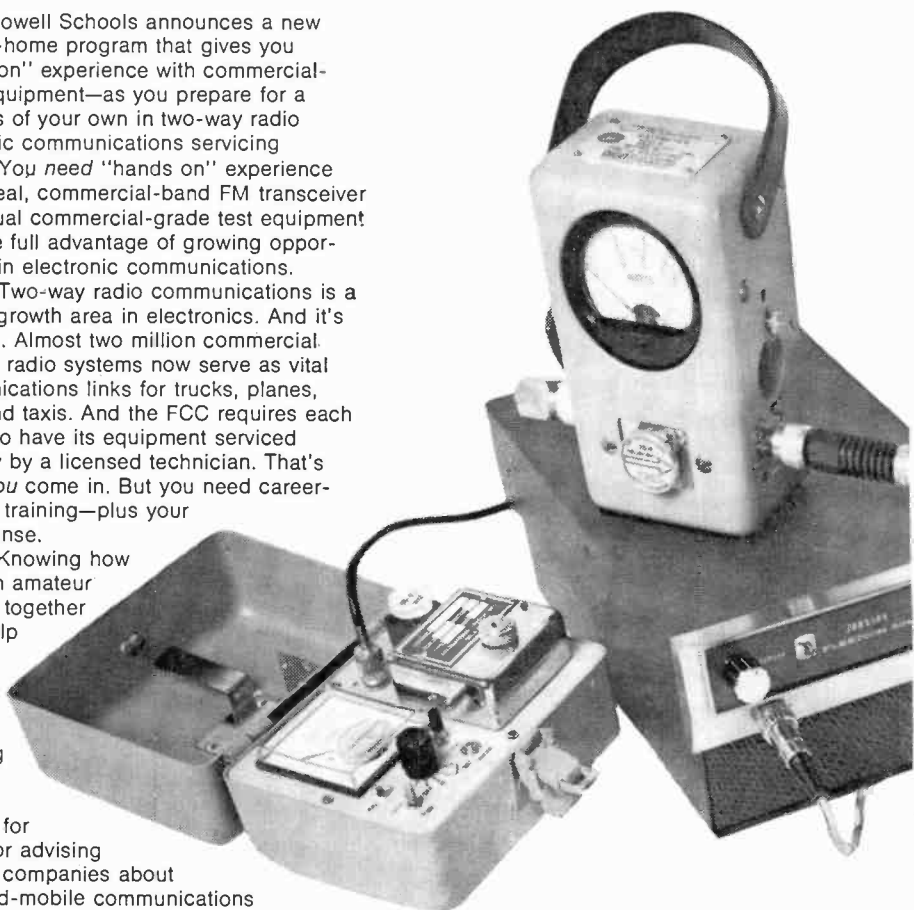 owell Schools announces a new
-home program that gives you
on" experience with commercial-
quipment—as you prepare for a
s of your own in two-way radio
ic communications servicing
You need "hands on" experience
eal, commercial-band FM transceiver
ual commercial-grade test equipment
e full advantage of growing oppor-
in electronic communications.
Two-way radio communications is a
growth area in electronics. And it's
. Almost two million commercial
radio systems now serve as vital
nications links for trucks, planes,
nd taxis. And the FCC requires each
o have its equipment serviced
y by a licensed technician. That's
ou come in. But you need career-
training—plus your
nse.
Knowing how
n amateur
together
lp
g
for
or advising
companies about
d-mobile communications